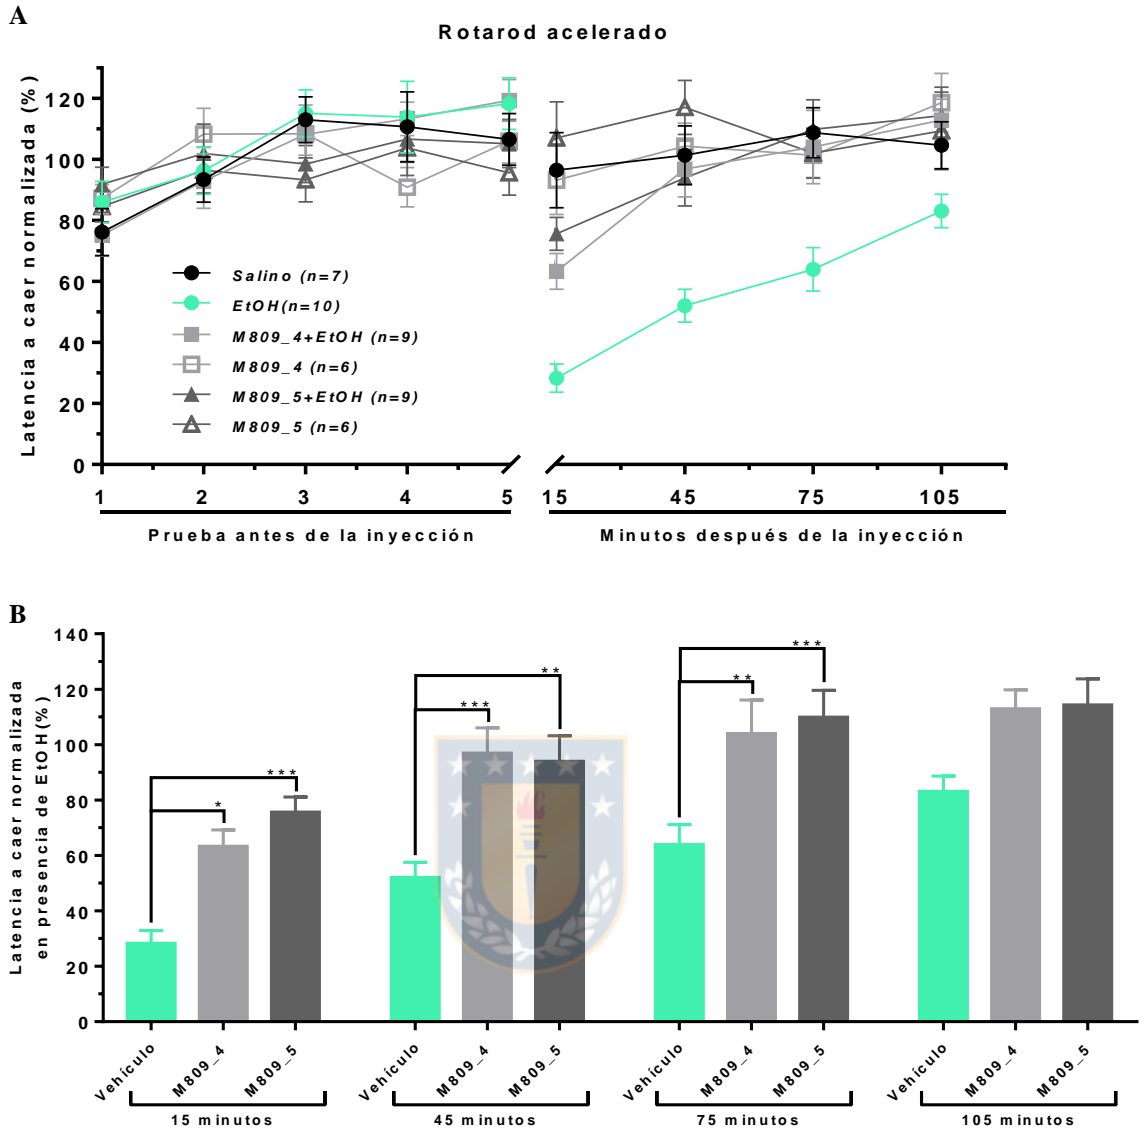 A
Rotarod acelerado
Latencia a caer normalizada (%)
120
100
80
60
40
20
0
Salino (n=7)
EtOH(n=10)
M809_4+EtOH (n=9)
M809_4 (n=6)
M809_5+EtOH (n=9)
M809_5 (n=6)
1 2 3 4 5 15 45 75 105
Prueba antes de la inyección
Minutos después de la inyección
B
Latencia a caer normalizada
en presencia de EtOH(%)
140
120
100
80
60
40
20
0
* ***
*** **
** ***
Vehículo M809_4 M809_5 Vehículo M809_4 M809_5 Vehículo M809_4 M809_5 Vehículo M809_4 M809_5
15 minutos 45 minutos 75 minutos 105 minutos